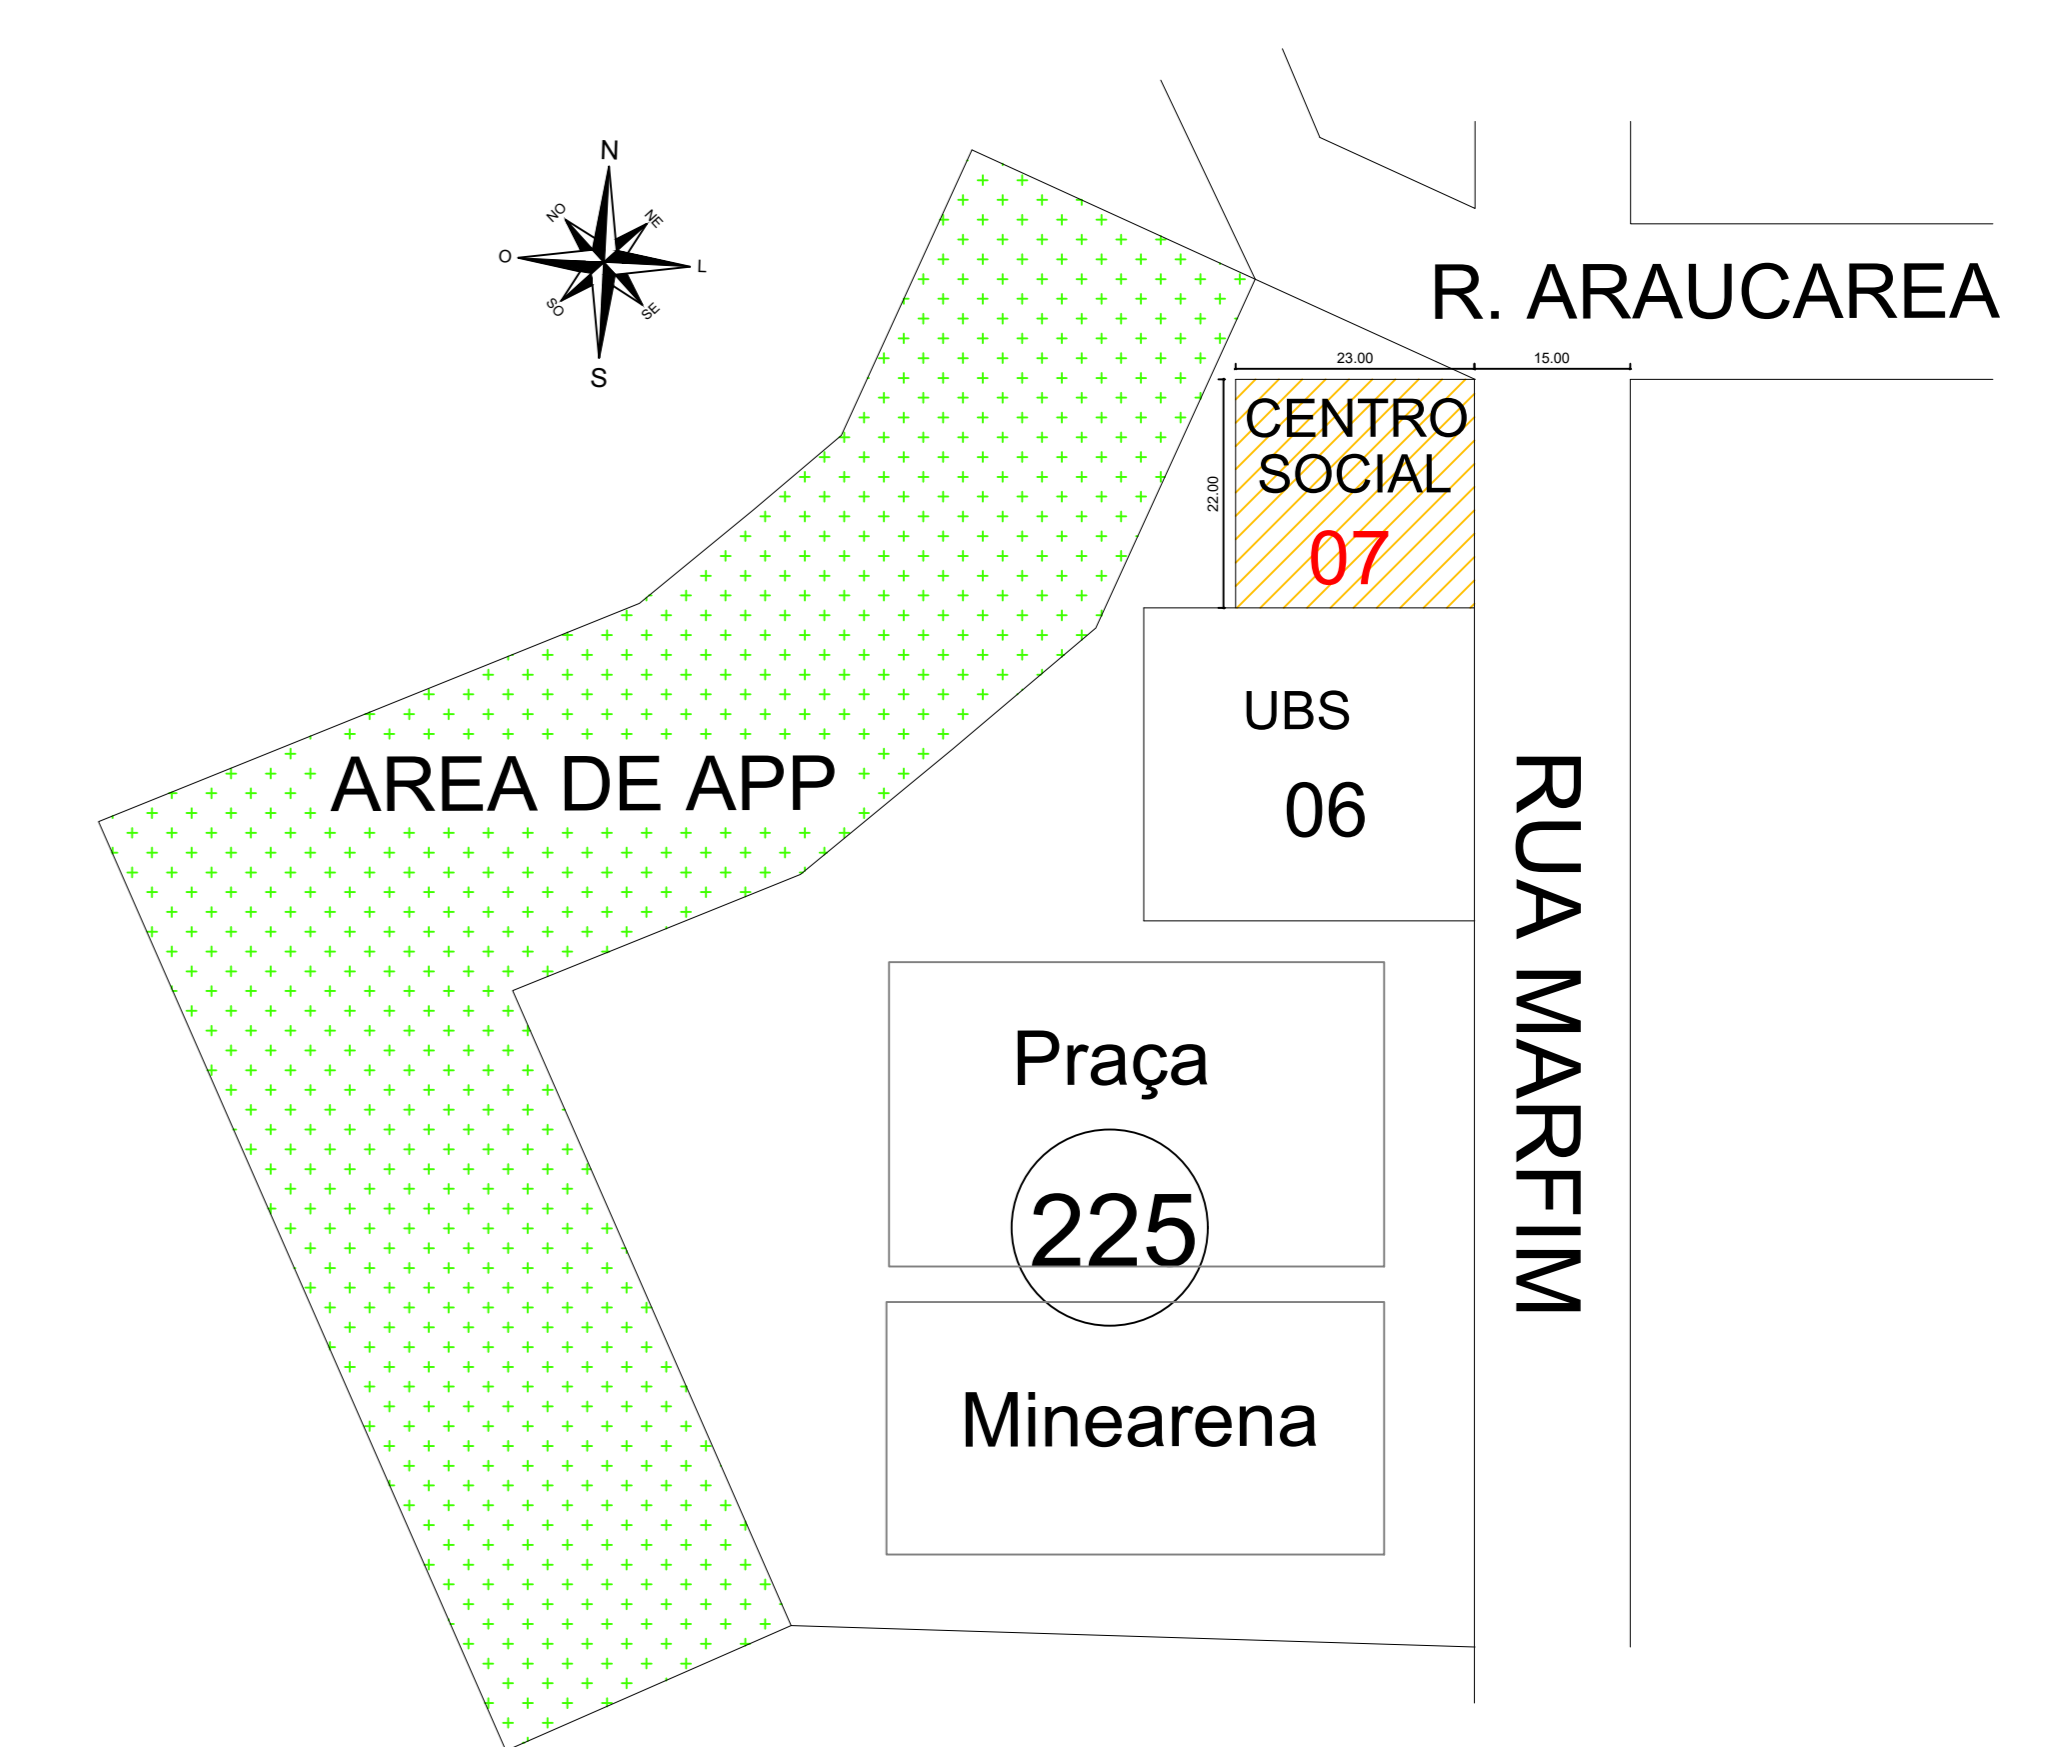 N
NO
NE
O
L
SO
SE
S
R. ARAUCAREA
23.00
15.00
22.00
CENTRO
SOCIAL
07
UBS
06
AREA DE APP
RUA MARFIM
Praça
225
Minearena